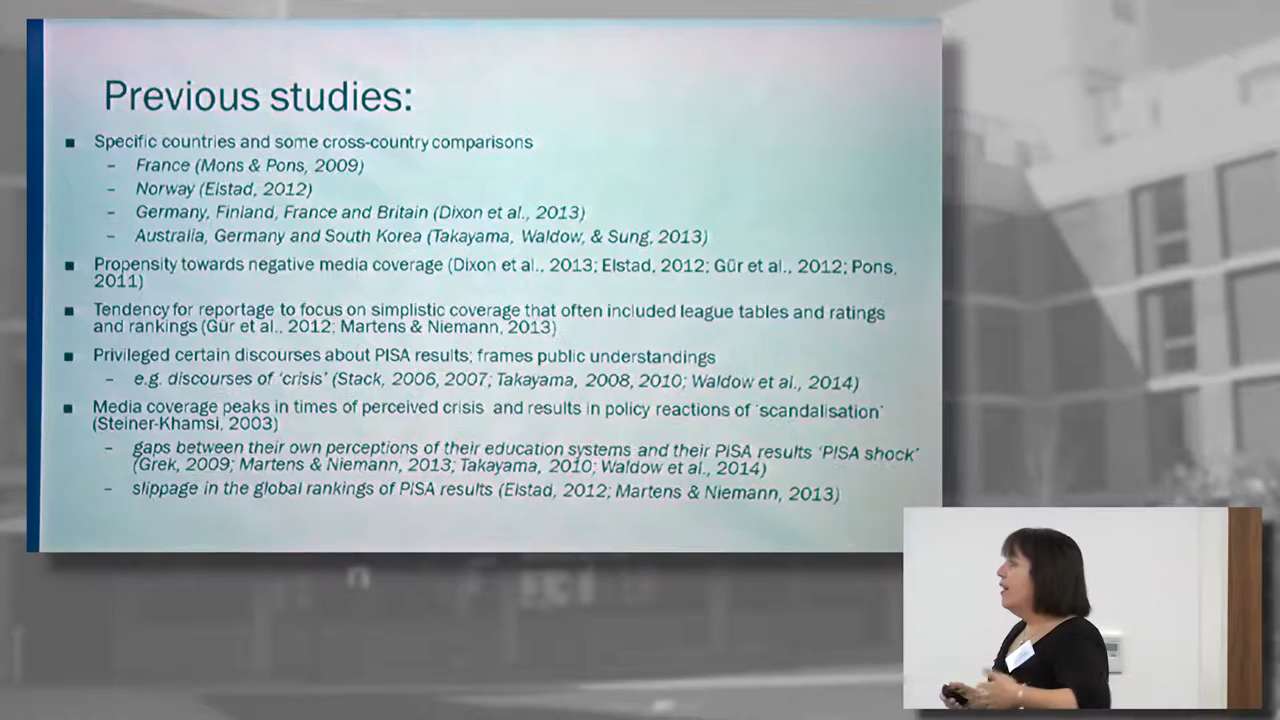 Previous studies:
■ Specific countries and some cross-country comparisons
– France (Mons & Pons, 2009)
– Norway (Elstad, 2012)
– Germany, Finland, France and Britain (Dixon et al., 2013)
– Australia, Germany and South Korea (Takayama, Waldow, & Sung, 2013)
■ Propensity towards negative media coverage (Dixon et al., 2013; Elstad, 2012; Gür et al., 2012; Pons,
2011)
■ Tendency for reportage to focus on simplistic coverage that often included league tables and ratings
and rankings (Gür et al., 2012; Martens & Niemann, 2013)
■ Privileged certain discourses about PISA results; frames public understandings
– e.g. discourses of 'crisis' (Stack, 2006, 2007; Takayama, 2008, 2010; Waldow et al., 2014)
■ Media coverage peaks in times of perceived crisis and results in policy reactions of 'scandalisation'
(Steiner-Khamsi, 2003)
– gaps between their own perceptions of their education systems and their PISA results 'PISA shock'
(Grek, 2009; Martens & Niemann, 2013; Takayama, 2010; Waldow et al., 2014)
– slippage in the global rankings of PISA results (Elstad, 2012; Martens & Niemann, 2013)